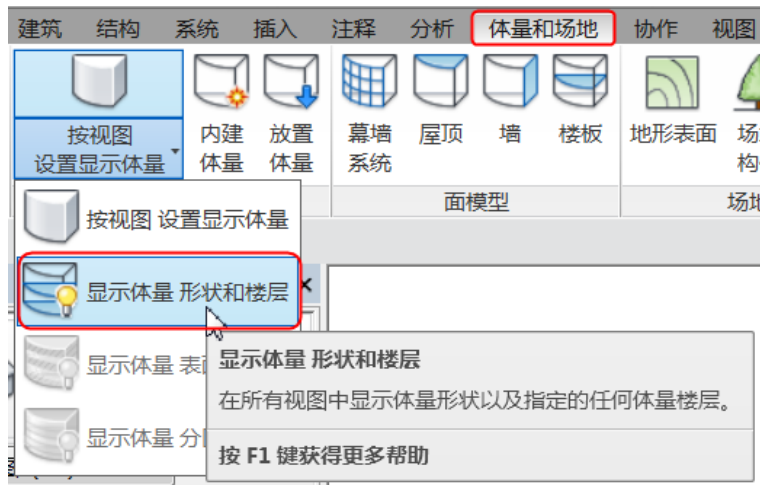 建筑 结构 系统 插入 注释 分析 体量和场地 协作 视图
按视图 内建 放置 幕墙 屋顶 墙 楼板 地形表面
设置显示体量 体量 体量 系统
面模型 场地
按视图 设置显示体量
显示体量 形状和楼层
显示体量 表面
显示体量 形状和楼层
在所有视图中显示体量形状以及指定的任何体量楼层。
显示体量 分
按 F1 键获得更多帮助